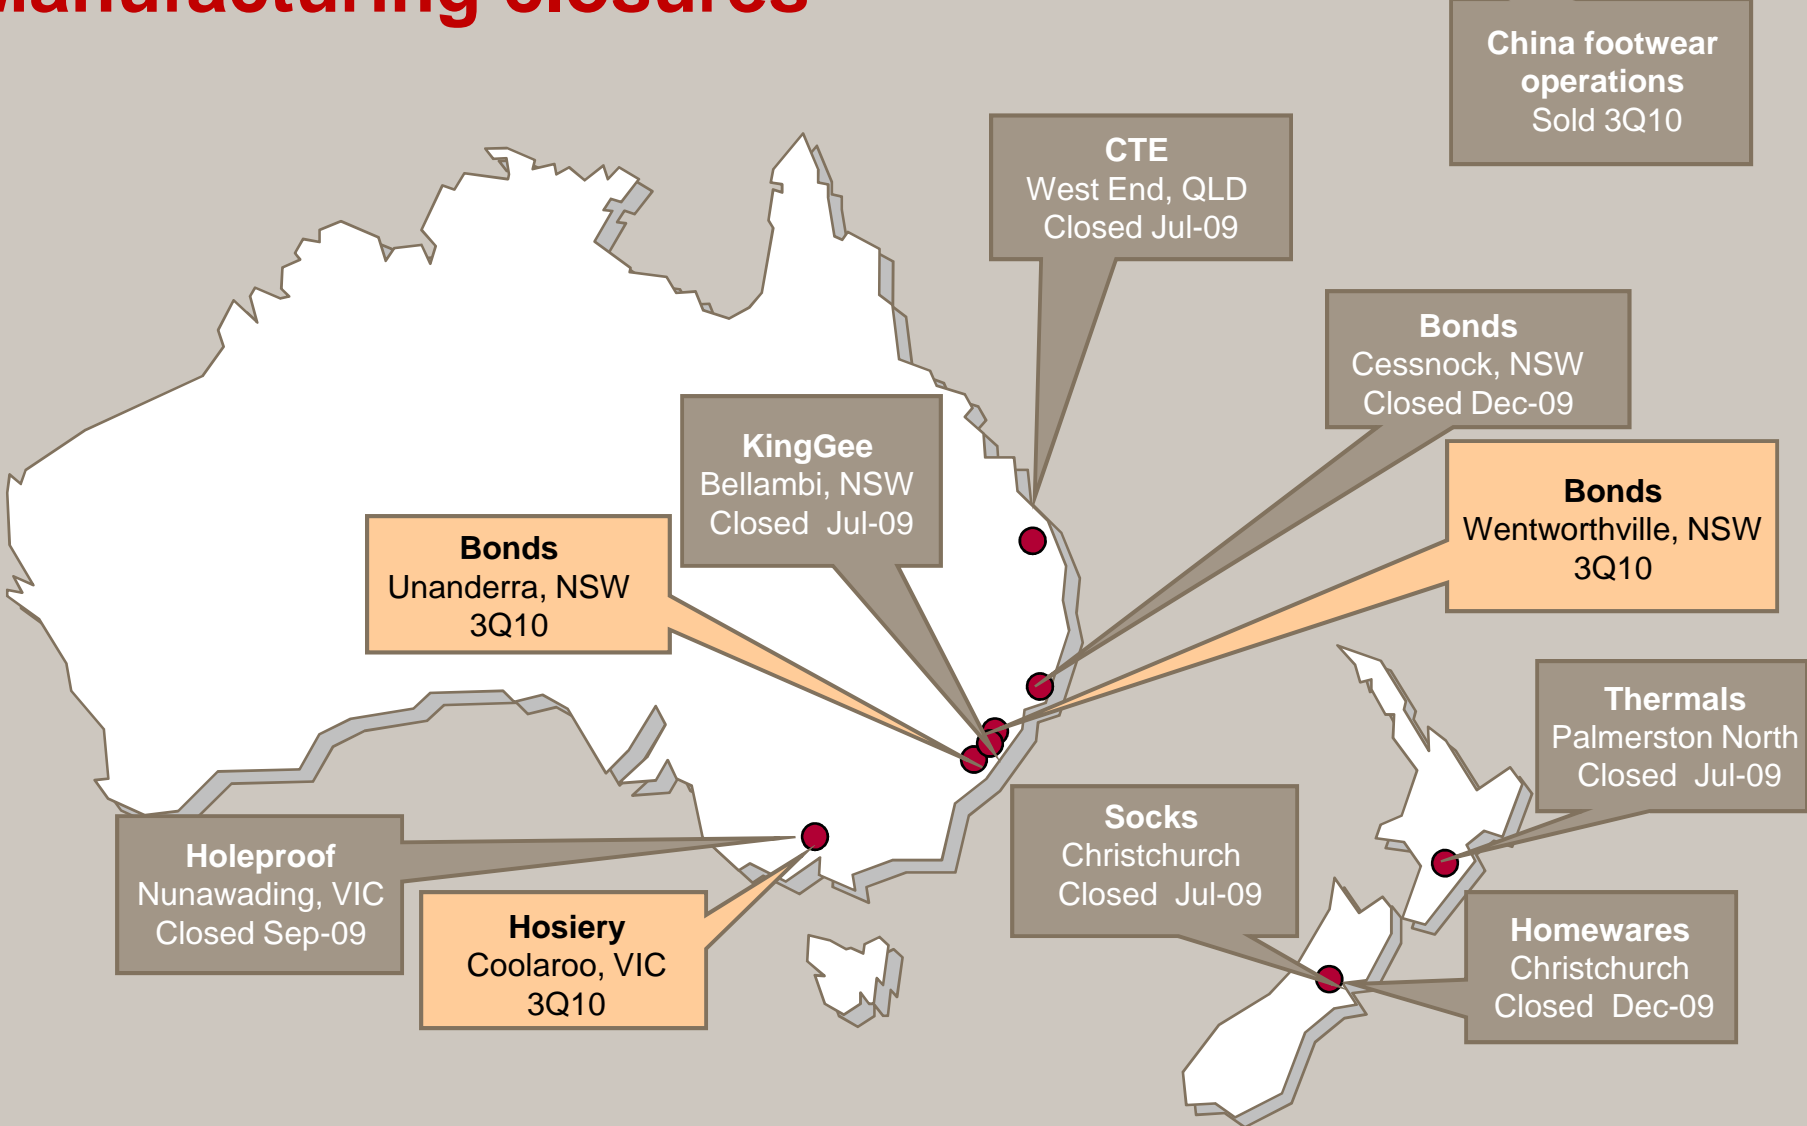 Manufacturing closures
China footwear
operations
Sold 3Q10
CTE
West End, QLD
Closed Jul-09
Bonds
Cessnock, NSW
Closed Dec-09
KingGee
Bellambi, NSW
Closed Jul-09
Bonds
Wentworthville, NSW
3Q10
Bonds
Unanderra, NSW
3Q10
Thermals
Palmerston North
Closed Jul-09
Socks
Christchurch
Closed Jul-09
Holeproof
Nunawading, VIC
Closed Sep-09
Hosiery
Coolaroo, VIC
3Q10
Homewares
Christchurch
Closed Dec-09